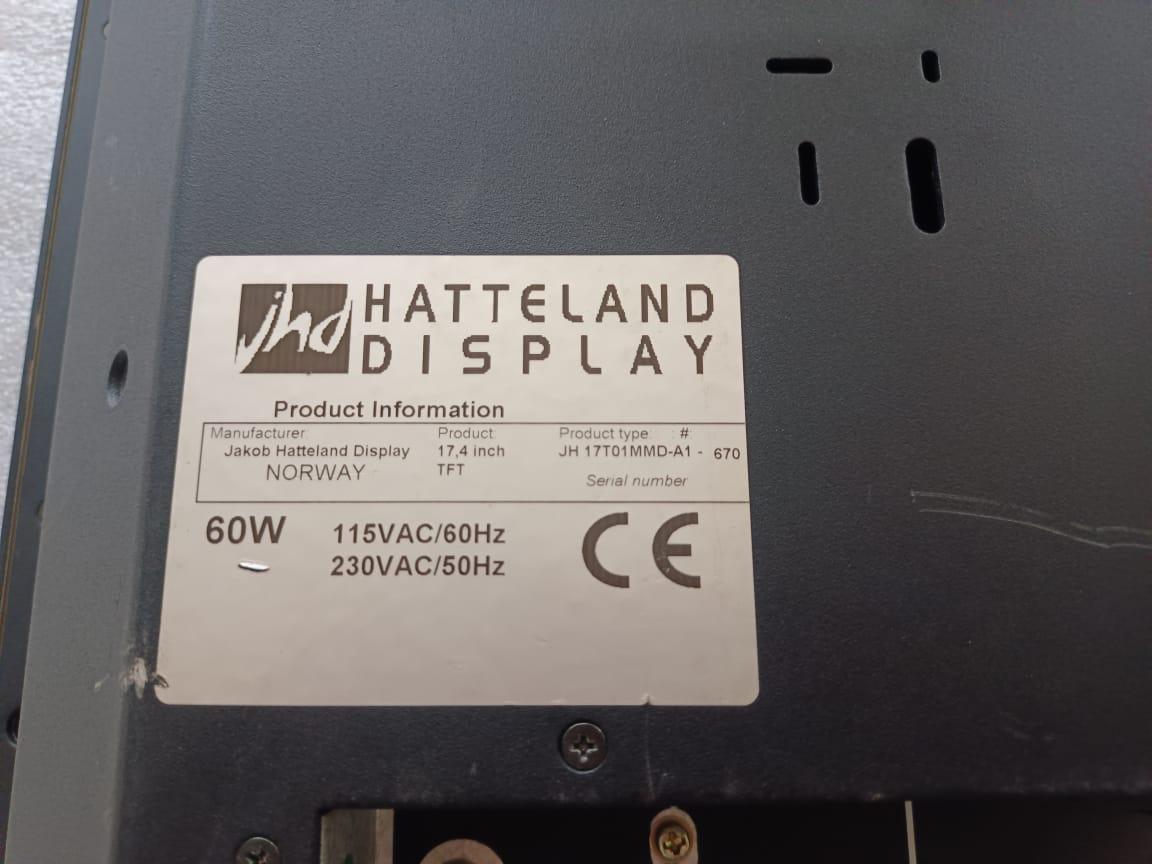 jhd HATTELAND
DISPLAY
Product Information
Manufacturer: Product: Product type: #:
Jakob Hatteland Display 17,4 inch JH 17T01MMD-A1 - 670
NORWAY TFT
Serial number
60W 115VAC/60Hz CE
230VAC/50Hz